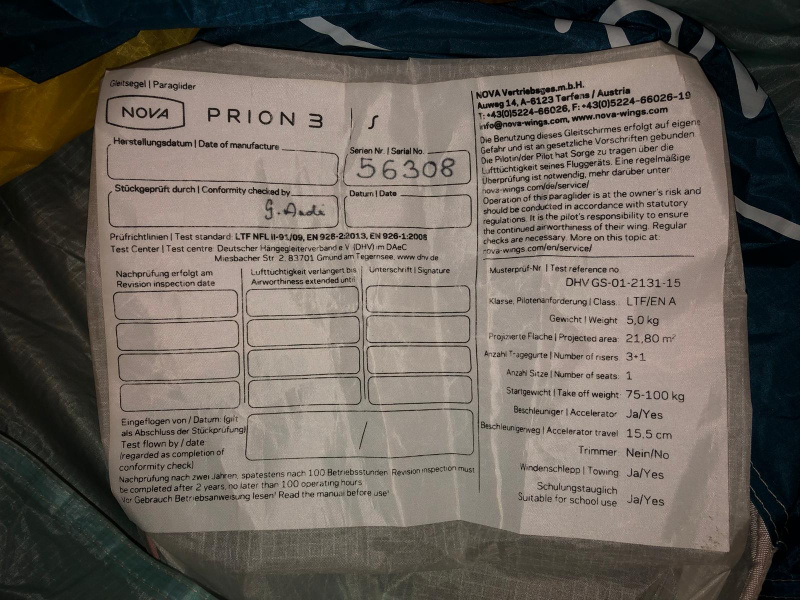 Gleitsegel | Paraglider
NOVA PRION 3 | S
Herstellungsdatum | Date of manufacture
Serien Nr. | Serial No.
56308
Stückgeprüft durch | Conformity checked by
Datum | Date
G. Andi
Prüfrichtlinien | Test standard: LTF NFL II-91/09, EN 926-2:2013, EN 926-1:2006
Test Center | Test centre: Deutscher Hängegleiterverband e.V. (DHV) im DAeC
Miesbacher Str. 2, 83701 Gmund am Tegernsee, www.dhv.de
Nachprüfung erfolgt am
Revision inspection date
Lufttüchtigkeit verlängert bis
Airworthiness extended until
Unterschrift | Signature
Eingeflogen von / Datum: (gilt
als Abschluss der Stückprüfung)
Test flown by / date:
(regarded as completion of
conformity check)
/
Nachprüfung nach zwei Jahren, spätestens nach 100 Betriebsstunden. Revision inspection must
be completed after 2 years, no later than 100 operating hours.
Vor Gebrauch Betriebsanweisung lesen! Read the manual before use!
NOVA Vertriebsges.m.b.H.
Auweg 14, A-6123 Terfens / Austria
T: +43(0)5224-66026, F: +43(0)5224-66026-19
info@nova-wings.com, www.nova-wings.com
Die Benutzung dieses Gleitschirmes erfolgt auf eigene
Gefahr und ist an gesetzliche Vorschriften gebunden.
Die Pilotin/der Pilot hat Sorge zu tragen über die
Lufttüchtigkeit seines Fluggeräts. Eine regelmäßige
Überprüfung ist notwendig, mehr darüber unter
nova-wings.com/de/service/
Operation of this paraglider is at the owner's risk and
should be conducted in accordance with statutory
regulations. It is the pilot's responsibility to ensure
the continued airworthiness of their wing. Regular
checks are necessary. More on this topic at:
nova-wings.com/en/service/
Musterprüf-Nr. | Test reference no
DHV GS-01-2131-15
Klasse, Pilotenanforderung | Class: LTF/EN A
Gewicht | Weight: 5,0 kg
Projizierte Fläche | Projected area: 21,80 m²
Anzahl Tragegurte | Number of risers: 3+1
Anzahl Sitze | Number of seats: 1
Startgewicht | Take off weight: 75-100 kg
Beschleuniger | Accelerator Ja/Yes
Beschleunigerweg | Accelerator travel: 15,5 cm
Trimmer Nein/No
Windenschlepp | Towing Ja/Yes
Schulungstauglich
Suitable for school use Ja/Yes